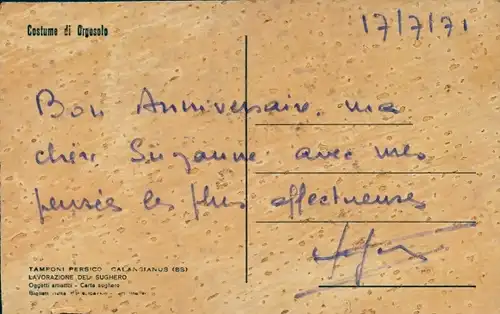 Costume di Orgosolo
17/7/71
Bon Anniversaire, ma
chère Suzanne avec mes
pensées les plus affectueuses
TAMPONI PERSICO - CALANGIANUS (SS)
LAVORAZIONE DEL SUGHERO
Oggetti artistici - Carta sughero